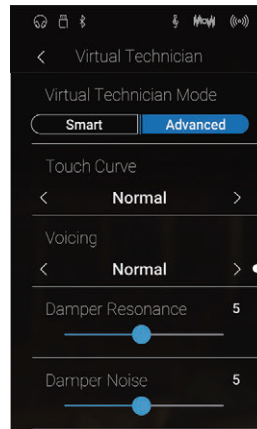 Virtual Technician
Virtual Technician Mode
Smart Advanced
Touch Curve
Normal
Voicing
Normal
Damper Resonance 5
Damper Noise 5